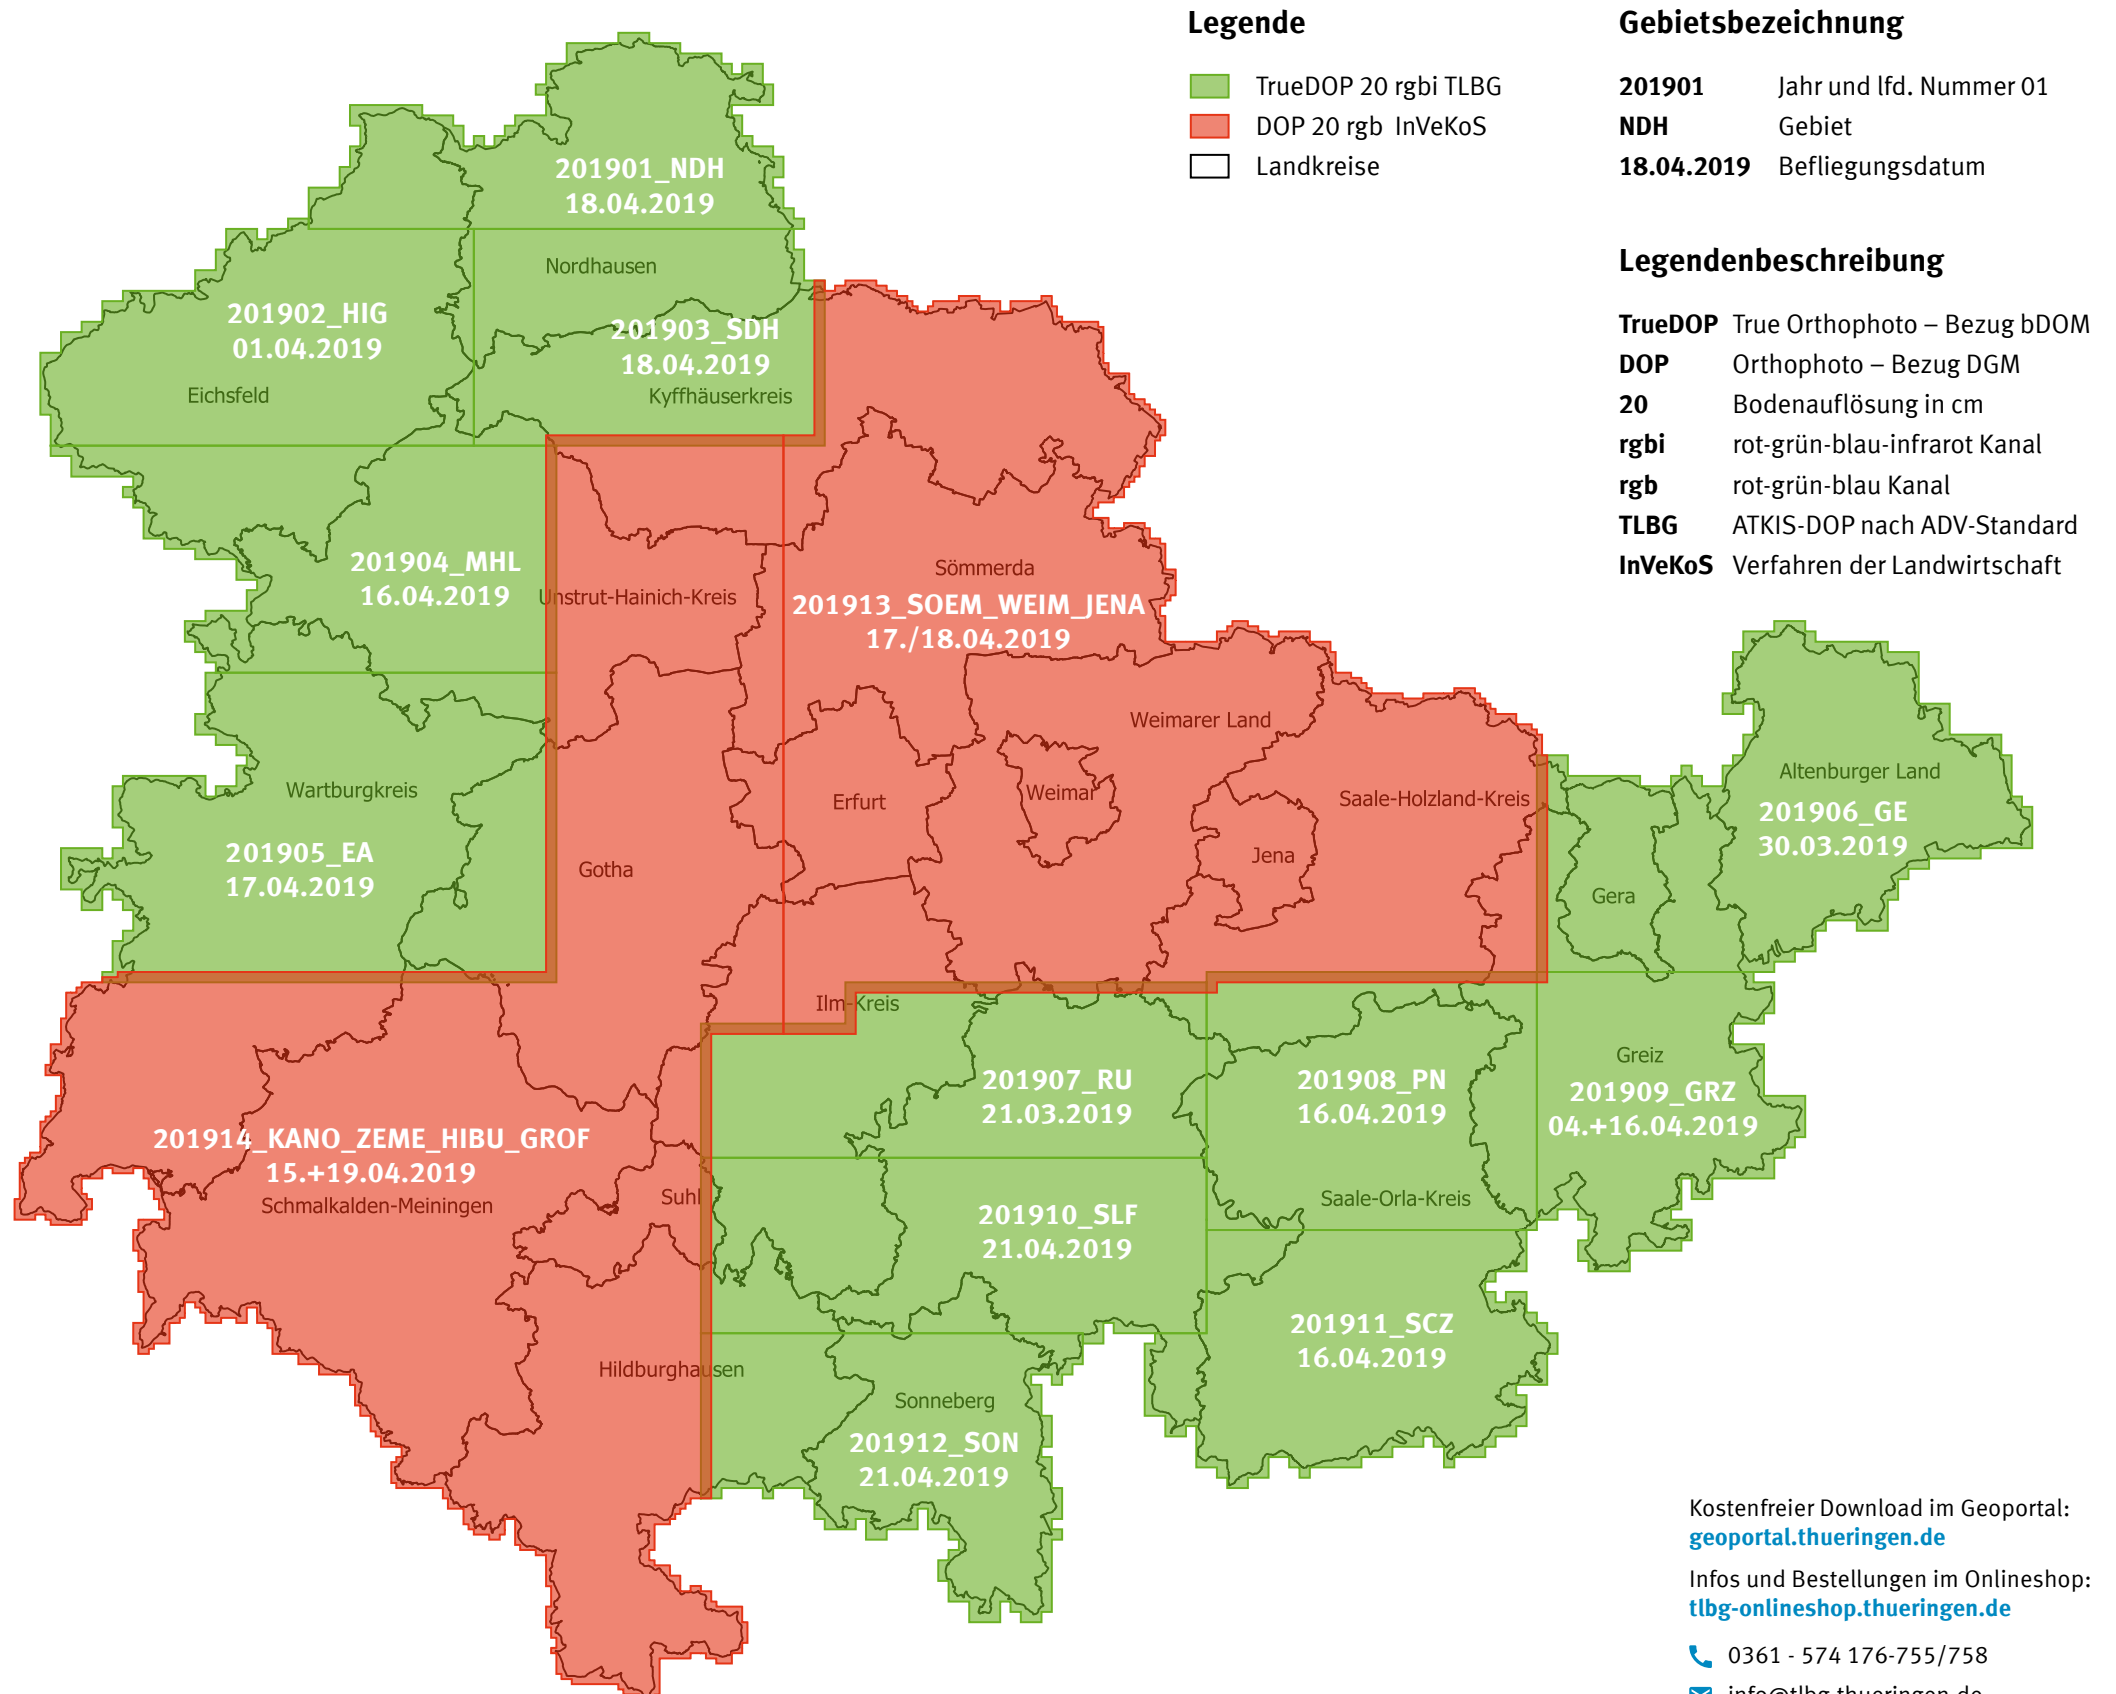 Legende
TrueDOP 20 rgbi TLBG
DOP 20 rgb InVeKoS
Landkreise
Gebietsbezeichnung
201901 Jahr und lfd. Nummer 01
NDH Gebiet
18.04.2019 Befliegungsdatum
Legendenbeschreibung
TrueDOP True Orthophoto – Bezug bDOM
DOP Orthophoto – Bezug DGM
20 Bodenauflösung in cm
rgbi rot-grün-blau-infrarot Kanal
rgb rot-grün-blau Kanal
TLBG ATKIS-DOP nach ADV-Standard
InVeKoS Verfahren der Landwirtschaft
201901_NDH
18.04.2019
Nordhausen
201902_HIG
01.04.2019
Eichsfeld
201903_SDH
18.04.2019
Kyffhäuserkreis
201904_MHL
16.04.2019
Unstrut-Hainich-Kreis
Sömmerda
201913_SOEM_WEIM_JENA
17./18.04.2019
Weimarer Land
Wartburgkreis
201905_EA
17.04.2019
Gotha
Erfurt
Weimar
Jena
Saale-Holzland-Kreis
Altenburger Land
201906_GE
30.03.2019
Gera
Ilm-Kreis
201907_RU
21.03.2019
201908_PN
16.04.2019
Greiz
201909_GRZ
04.+16.04.2019
201914_KANO_ZEME_HIBU_GROF
15.+19.04.2019
Schmalkalden-Meiningen
Suhl
201910_SLF
21.04.2019
Saale-Orla-Kreis
201911_SCZ
16.04.2019
Hildburghausen
Sonneberg
201912_SON
21.04.2019
Kostenfreier Download im Geoportal:
geoportal.thueringen.de
Infos und Bestellungen im Onlineshop:
tlbg-onlineshop.thueringen.de
0361 - 574 176-755/758
info@tlbg.thueringen.de